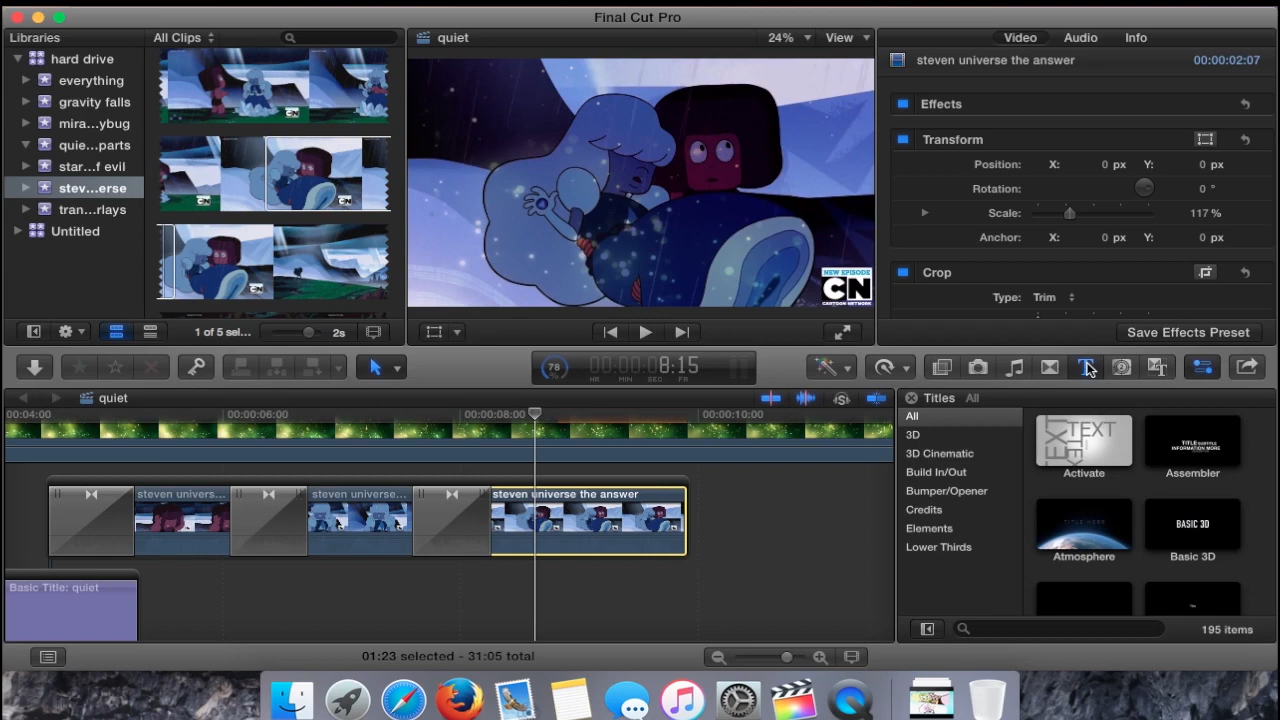 Final Cut Pro
Libraries
All Clips
quiet
24%
View
Video
Audio
Info
hard drive
everything
gravity falls
mira...ybug
quie...parts
star...f evil
stev...erse
tran...rlays
Untitled
CN
CN
CN
CN
NEW EPISODE
CN
CARTOON NETWORK
steven universe the answer
00:00:02:07
Effects
Transform
Position: X: 0 px Y: 0 px
Rotation: 0 °
Scale: 117 %
Anchor: X: 0 px Y: 0 px
Crop
Type: Trim
1 of 5 sel...
2s
Save Effects Preset
78
%
00:00:08:15
HR MIN SEC FR
quiet
00:04:00
00:00:06:00
00:00:08:00
00:00:10:00
steven univers...
steven universe...
steven universe the answer
Basic Title: quiet
Titles All
All
3D
3D Cinematic
Build In/Out
Bumper/Opener
Credits
Elements
Lower Thirds
TEXT
TEXT
Activate
TITLE SUBTITLE
INFORMATION MORE
Assembler
TITLE HERE
Atmosphere
BASIC 3D
Basic 3D
195 items
01:23 selected - 31:05 total